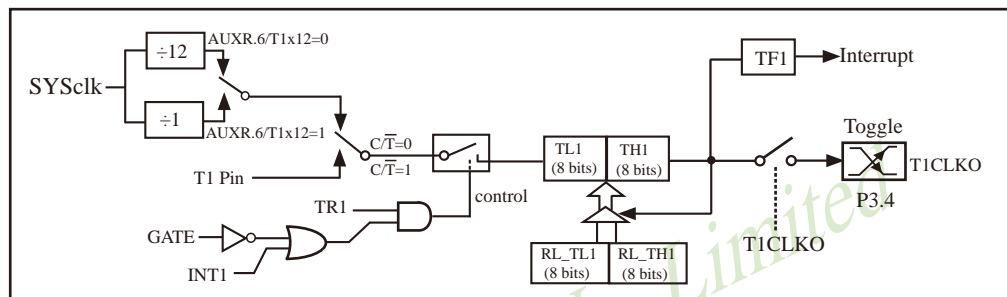 ÷12
AUXR.6/T1x12=0
SYSclk
÷1
AUXR.6/T1x12=1
T1 Pin
C/T̅=0
C/T̅=1
control
TR1
GATE
INT1
TL1
(8 bits)
TH1
(8 bits)
RL_TL1
(8 bits)
RL_TH1
(8 bits)
TF1
Interrupt
Toggle
T1CLKO
P3.4
T1CLKO
Limited